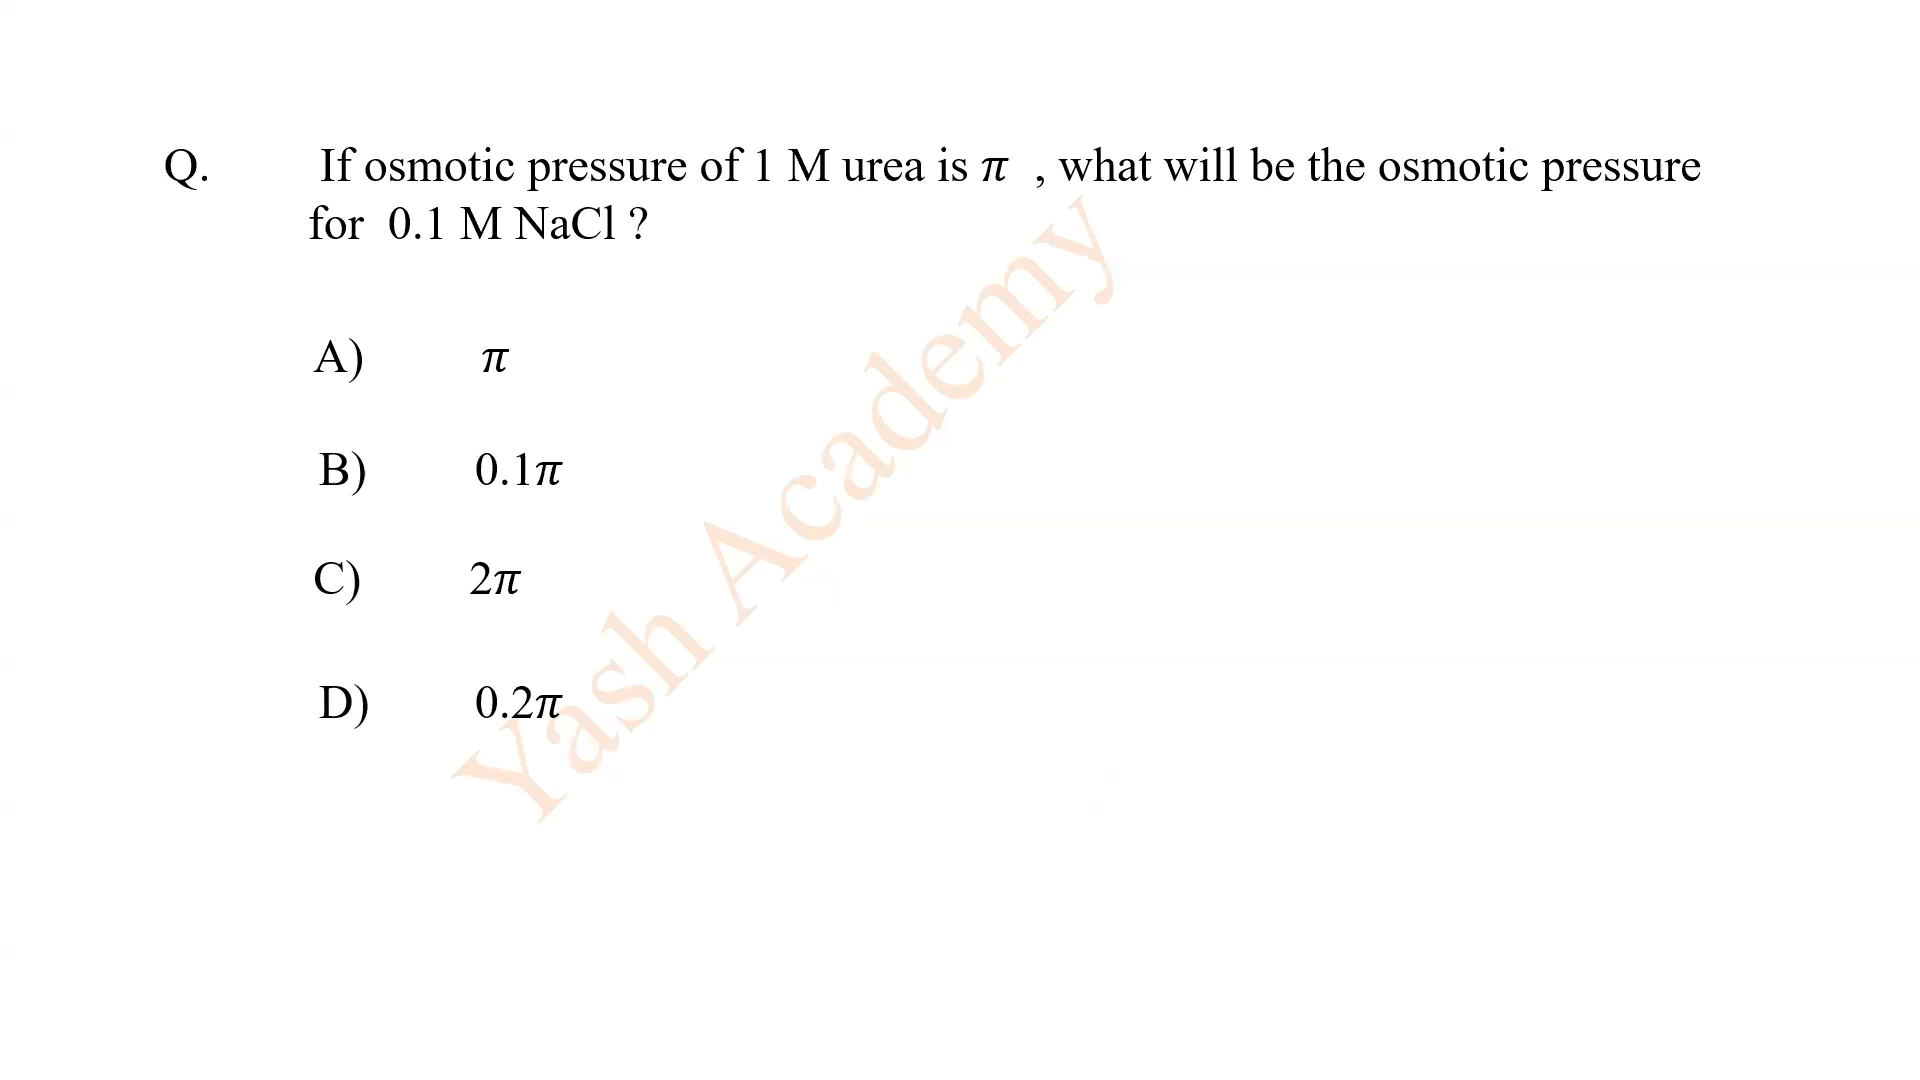 Q. If osmotic pressure of 1 M urea is π , what will be the osmotic pressure
for 0.1 M NaCl ?
A) π
B) 0.1π
C) 2π
D) 0.2π
Yash Academy